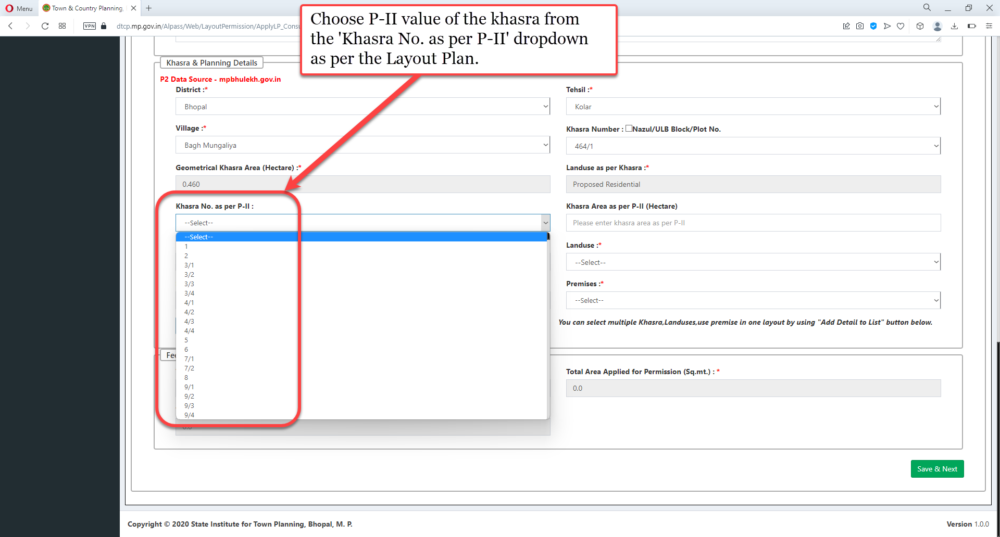 Menu
Town & Country Planning,
VPN
dtcp.mp.gov.in/Alpass/Web/LayoutPermission/ApplyLP_Consu
Choose P-II value of the khasra from
the 'Khasra No. as per P-II' dropdown
as per the Layout Plan.
Khasra & Planning Details
P2 Data Source - mpbhulekh.gov.in
District :*
Tehsil :*
Bhopal
Kolar
Village :*
Khasra Number : Nazul/ULB Block/Plot No.
Bagh Mungaliya
464/1
Geometrical Khasra Area (Hectare) :*
Landuse as per Khasra :*
0.460
Proposed Residential
Khasra No. as per P-II :
Khasra Area as per P-II (Hectare)
--Select--
Please enter khasra area as per P-II
--Select--
1
2
3/1
3/2
3/3
3/4
4/1
4/2
4/3
4/4
5
6
7/1
7/2
8
9/1
9/2
9/3
9/4
Landuse :*
--Select--
Premises :*
--Select--
You can select multiple Khasra,Landuses,use premise in one layout by using "Add Detail to List" button below.
Fee
Total Area Applied for Permission (Sq.mt.) : *
0.0
0.0
Save & Next
Copyright © 2020 State Institute for Town Planning, Bhopal, M. P.
Version 1.0.0